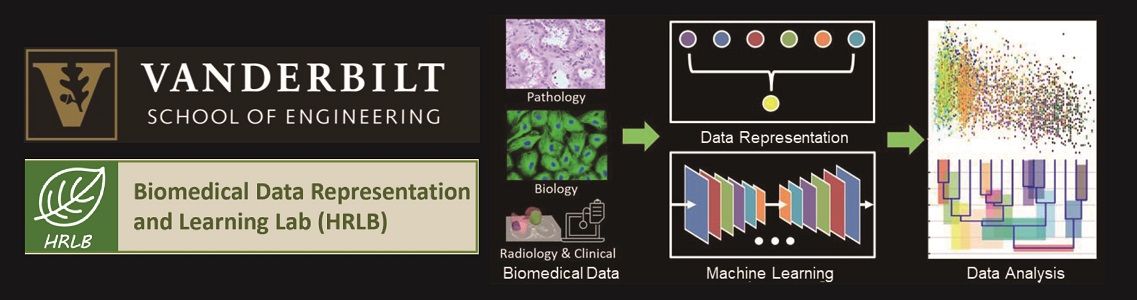 VANDERBILT
SCHOOL OF ENGINEERING
HRLB
Biomedical Data Representation
and Learning Lab (HRLB)
Pathology
Biology
Radiology & Clinical
Biomedical Data
Data Representation
Machine Learning
Data Analysis